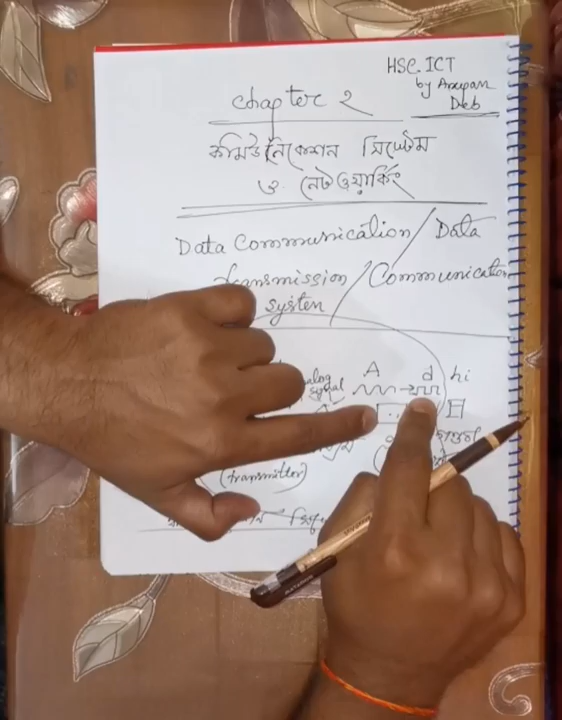 HSC ICT
by Anupam
Deb
Chapter ২
কমিউনিকেশন সিস্টেম
ও নেটওয়ার্কিং
Data Communication / Data
transmission / Communication
system
signal A d hi
(transmitter)